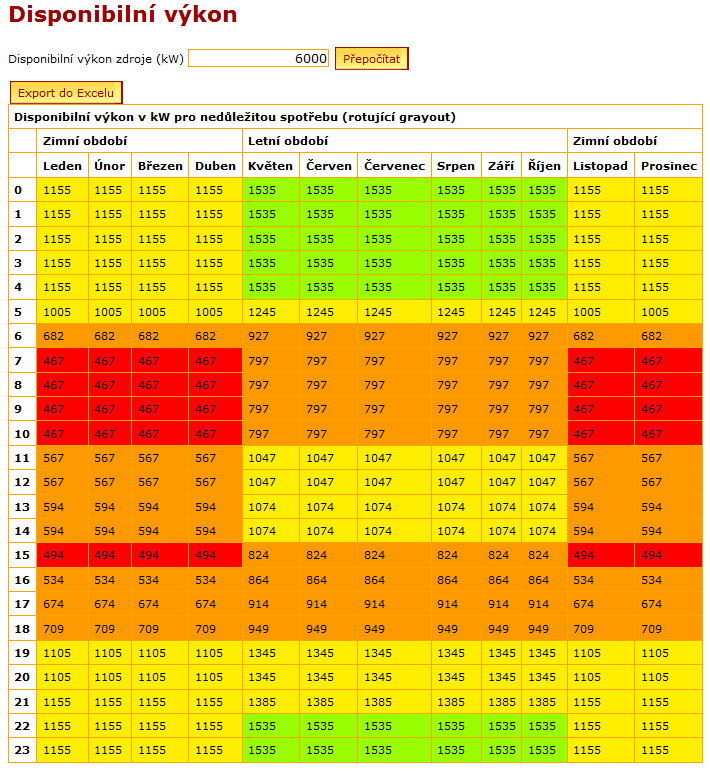 Disponibilní výkon
Disponibilní výkon zdroje (kW) 6000 Přepočítat
Export do Excelu
Disponibilní výkon v kW pro nedůležitou spotřebu (rotující grayout)
Zimní období Letní období Zimní období
Leden Únor Březen Duben Květen Červen Červenec Srpen Září Říjen Listopad Prosinec
0 1155 1155 1155 1155 1535 1535 1535 1535 1535 1535 1155 1155
1 1155 1155 1155 1155 1535 1535 1535 1535 1535 1535 1155 1155
2 1155 1155 1155 1155 1535 1535 1535 1535 1535 1535 1155 1155
3 1155 1155 1155 1155 1535 1535 1535 1535 1535 1535 1155 1155
4 1155 1155 1155 1155 1535 1535 1535 1535 1535 1535 1155 1155
5 1005 1005 1005 1005 1245 1245 1245 1245 1245 1245 1005 1005
6 682 682 682 682 927 927 927 927 927 927 682 682
7 467 467 467 467 797 797 797 797 797 797 467 467
8 467 467 467 467 797 797 797 797 797 797 467 467
9 467 467 467 467 797 797 797 797 797 797 467 467
10 467 467 467 467 797 797 797 797 797 797 467 467
11 567 567 567 567 1047 1047 1047 1047 1047 1047 567 567
12 567 567 567 567 1047 1047 1047 1047 1047 1047 567 567
13 594 594 594 594 1074 1074 1074 1074 1074 1074 594 594
14 594 594 594 594 1074 1074 1074 1074 1074 1074 594 594
15 494 494 494 494 824 824 824 824 824 824 494 494
16 534 534 534 534 864 864 864 864 864 864 534 534
17 674 674 674 674 914 914 914 914 914 914 674 674
18 709 709 709 709 949 949 949 949 949 949 709 709
19 1105 1105 1105 1105 1345 1345 1345 1345 1345 1345 1105 1105
20 1105 1105 1105 1105 1345 1345 1345 1345 1345 1345 1105 1105
21 1155 1155 1155 1155 1385 1385 1385 1385 1385 1385 1155 1155
22 1155 1155 1155 1155 1535 1535 1535 1535 1535 1535 1155 1155
23 1155 1155 1155 1155 1535 1535 1535 1535 1535 1535 1155 1155